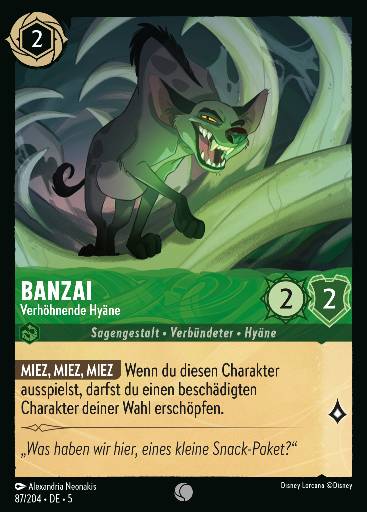 2
BANZAI
Verhöhnende Hyäne
2
2
Sagengestalt • Verbündeter • Hyäne
MIEZ, MIEZ, MIEZ Wenn du diesen Charakter
ausspielst, darfst du einen beschädigten
Charakter deiner Wahl erschöpfen.
„Was haben wir hier, eines kleine Snack-Paket?“
Alexandria Neonakis
Disney Lorcana ©Disney
87/204 • DE • 5